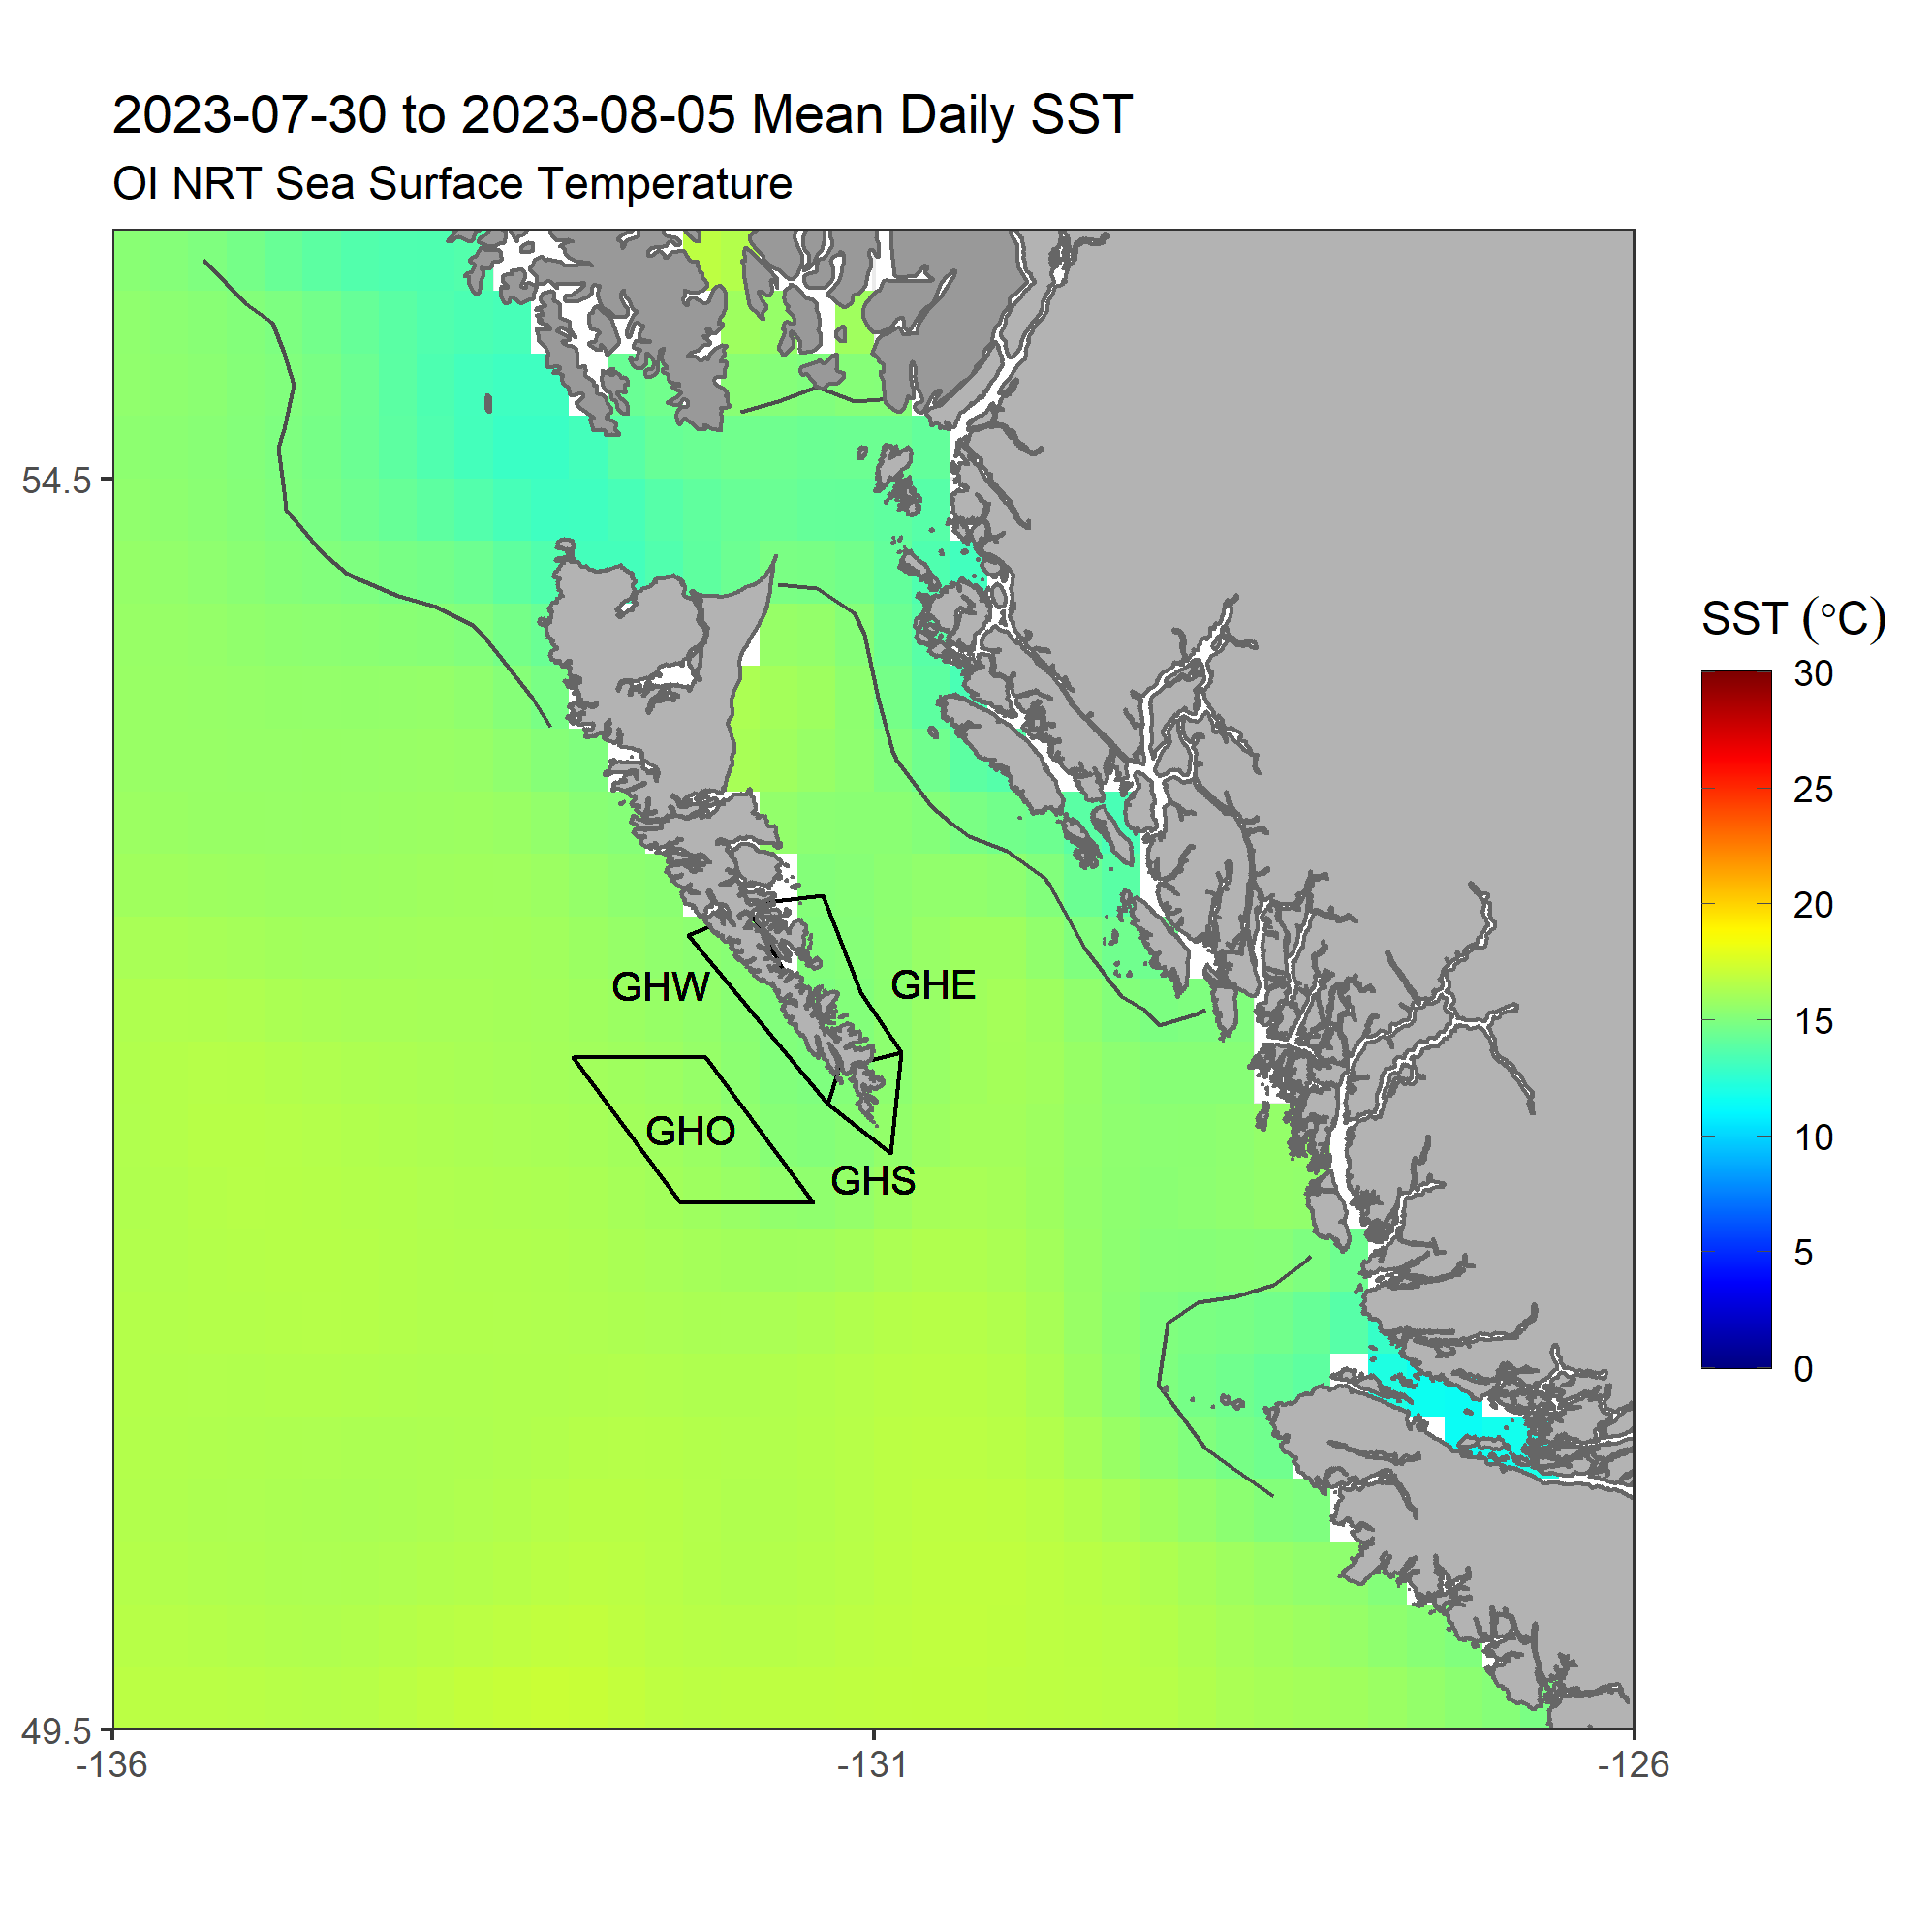 2023-07-30 to 2023-08-05 Mean Daily SST
OI NRT Sea Surface Temperature
54.5
49.5
-136
-131
-126
GHW
GHE
GHO
GHS
SST (°C)
30
25
20
15
10
5
0